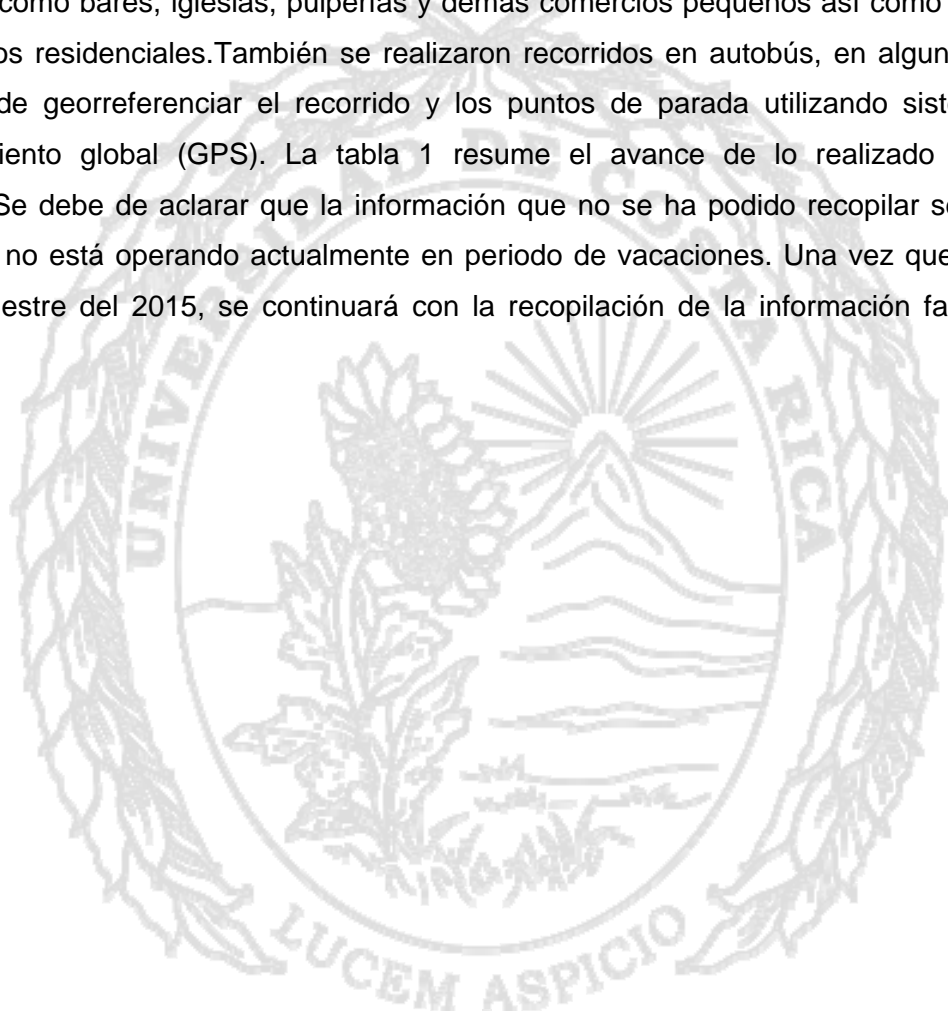 como bares, iglesias, pulperías y demás comercios pequeños así como
os residenciales.También se realizaron recorridos en autobús, en algun
de georreferenciar el recorrido y los puntos de parada utilizando sist
iento global (GPS). La tabla 1 resume el avance de lo realizado
Se debe de aclarar que la información que no se ha podido recopilar s
no está operando actualmente en periodo de vacaciones. Una vez que
estre del 2015, se continuará con la recopilación de la información fa
UNIVERSIDAD DE COSTA RICA
LUCEM ASPICIO